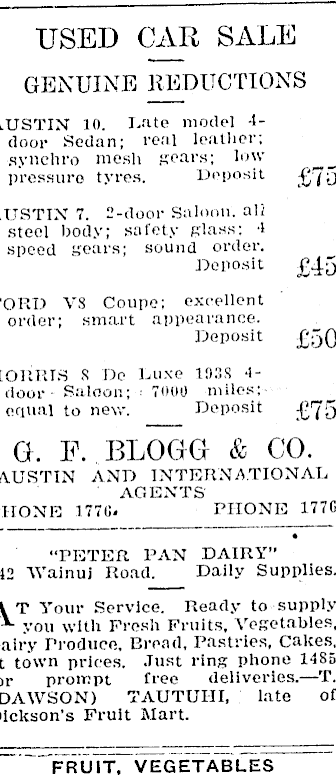 USED CAR SALE
GENUINE REDUCTIONS
AUSTIN 10. Late model 4-
door Sedan; real leather;
synchro mesh gears; low
pressure tyres. Deposit £75
AUSTIN 7. 2-door Saloon, all
steel body; safety glass; 4
speed gears; sound order.
Deposit £45
FORD V8 Coupe; excellent
order; smart appearance.
Deposit £50
MORRIS 8 De Luxe 1938 4-
door Saloon; 7000 miles;
equal to new. Deposit £75
G. F. BLOGG & CO.
AUSTIN AND INTERNATIONAL
AGENTS
PHONE 1776. PHONE 1776
"PETER PAN DAIRY"
42 Wainui Road. Daily Supplies.
AT Your Service. Ready to supply
you with Fresh Fruits, Vegetables,
Dairy Produce, Bread, Pastries, Cakes,
at town prices. Just ring phone 1485
for prompt free deliveries.—T.
(DAWSON) TAUTUHI, late of
Dickson's Fruit Mart.
FRUIT, VEGETABLES